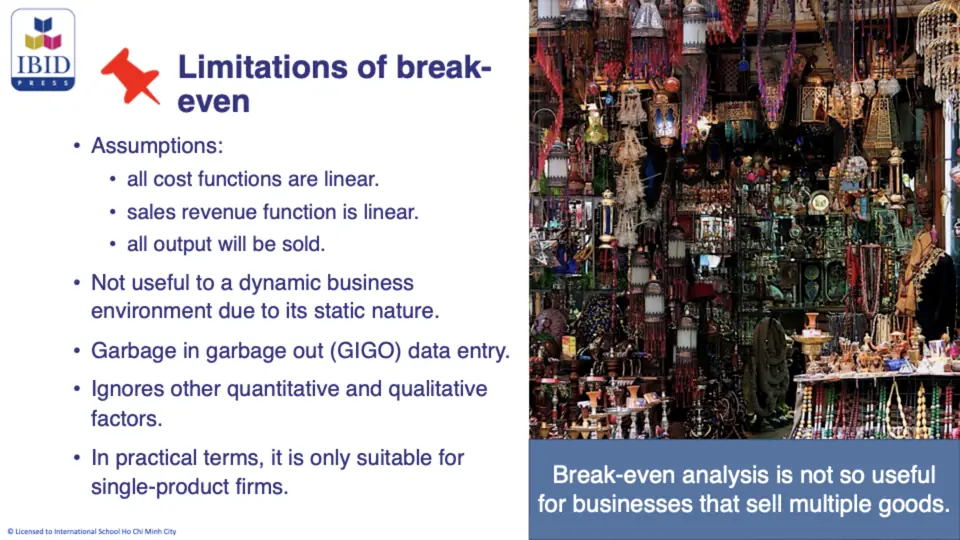 IBID
PRESS
Limitations of break-
even
• Assumptions:
• all cost functions are linear.
• sales revenue function is linear.
• all output will be sold.
• Not useful to a dynamic business
environment due to its static nature.
• Garbage in garbage out (GIGO) data entry.
• Ignores other quantitative and qualitative
factors.
• In practical terms, it is only suitable for
single-product firms.
Break-even analysis is not so useful
for businesses that sell multiple goods.
© Licensed to International School Ho Chi Minh City